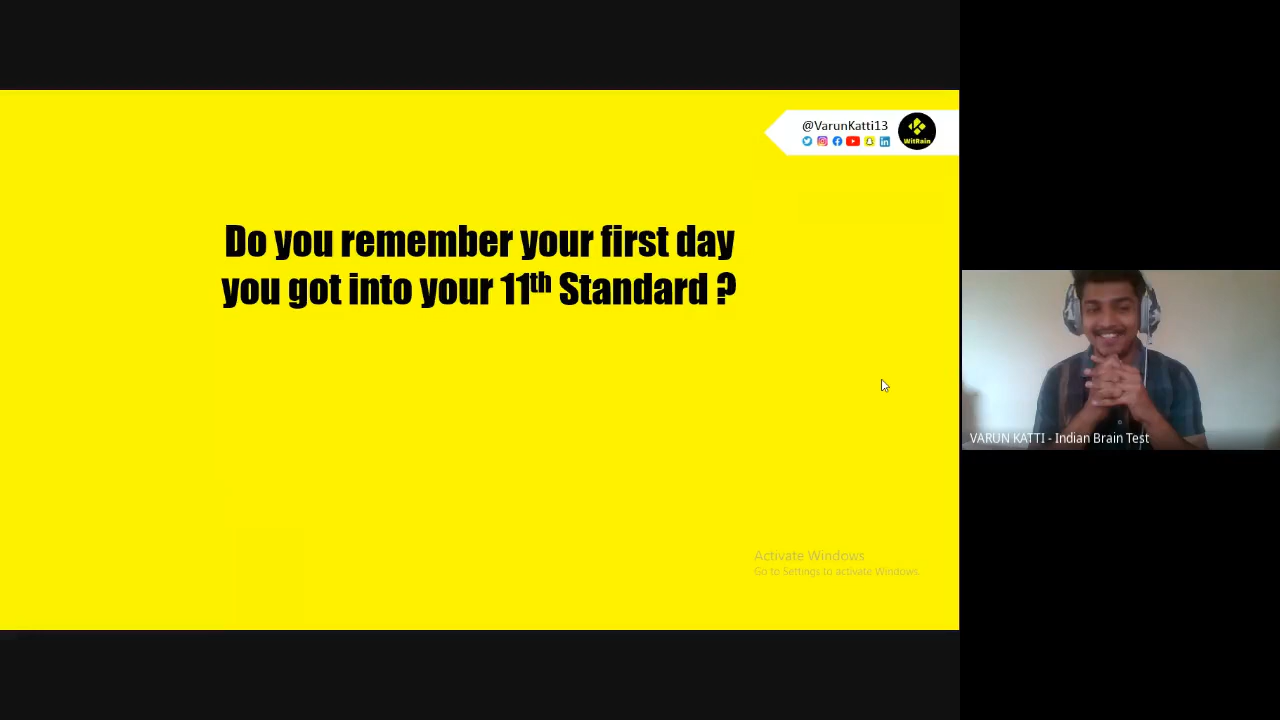 @VarunKatti13
WitRain
Do you remember your first day
you got into your 11th Standard ?
VARUN KATTI - Indian Brain Test
Activate Windows
Go to Settings to activate Windows.